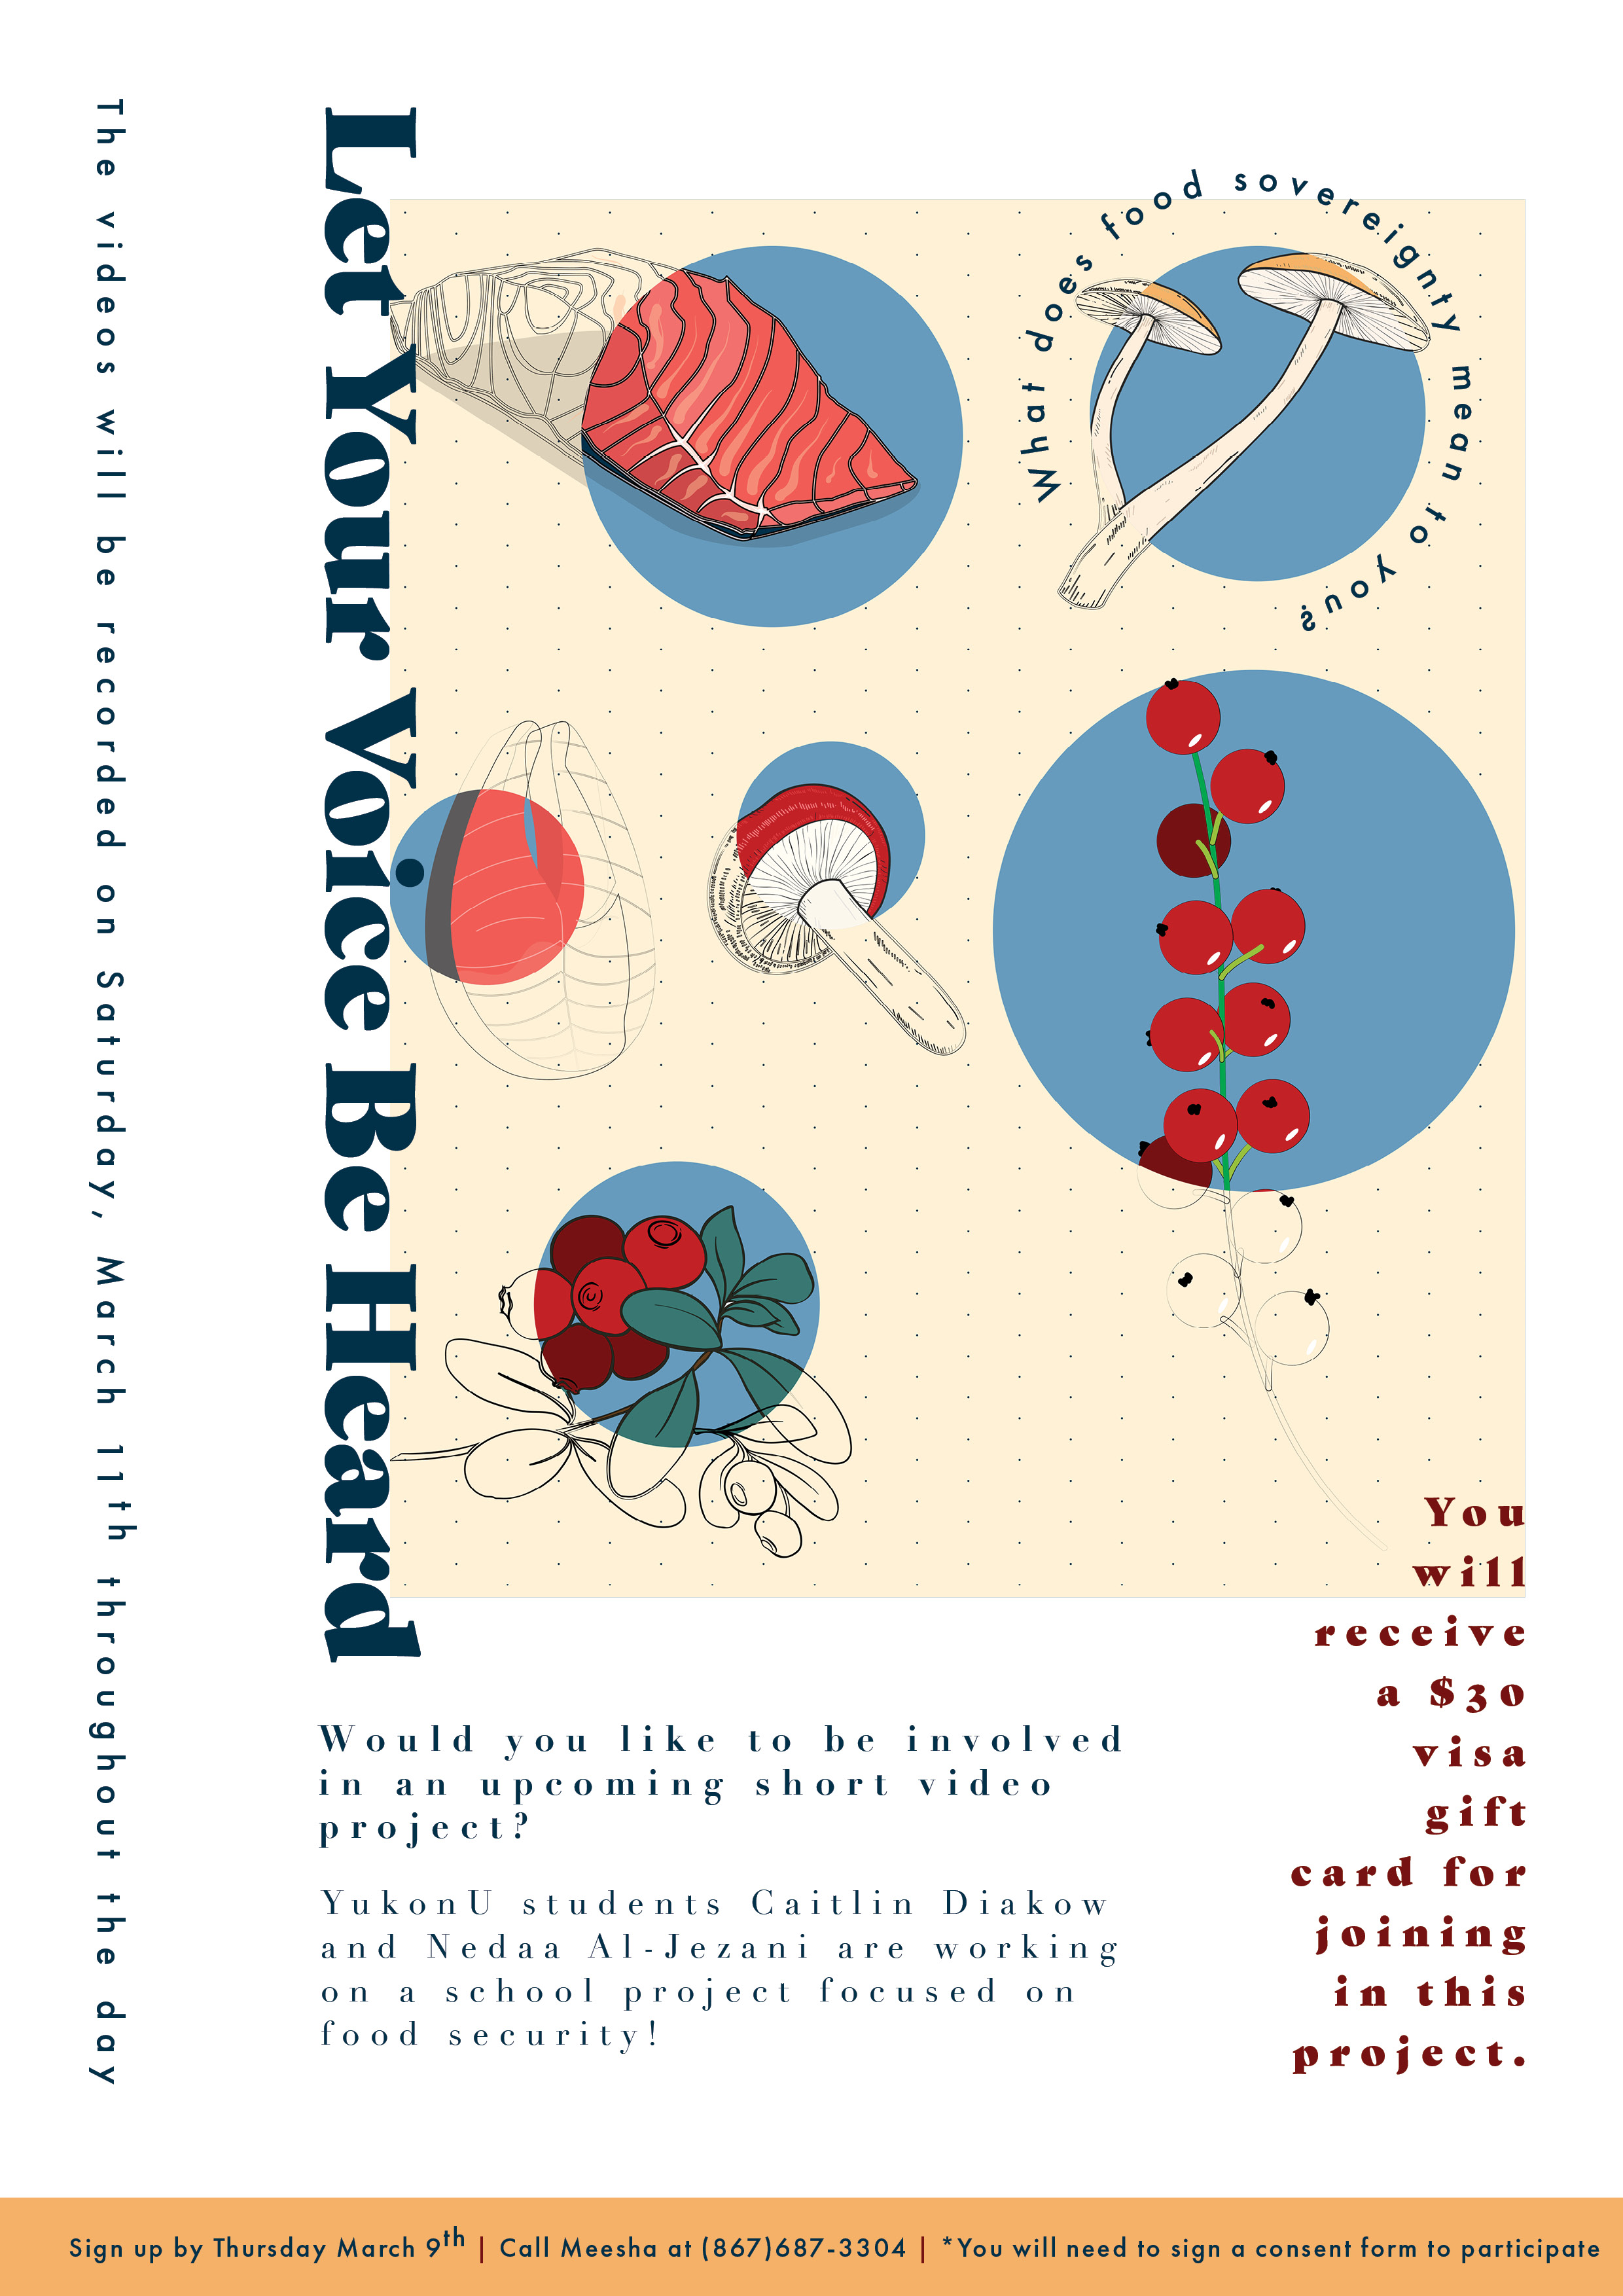 The videos will be recorded on Saturday, March 11th throughout the day
Let Your Voice Be Heard
What does food sovereignty mean to You?
Would you like to be involved
in an upcoming short video
project?
YukonU students Caitlin Diakow
and Nedaa Al-Jezani are working
on a school project focused on
food security!
You
will
receive
a $30
visa
gift
card for
joining
in this
project.
Sign up by Thursday March 9th | Call Meesha at (867)687-3304 | *You will need to sign a consent form to participate